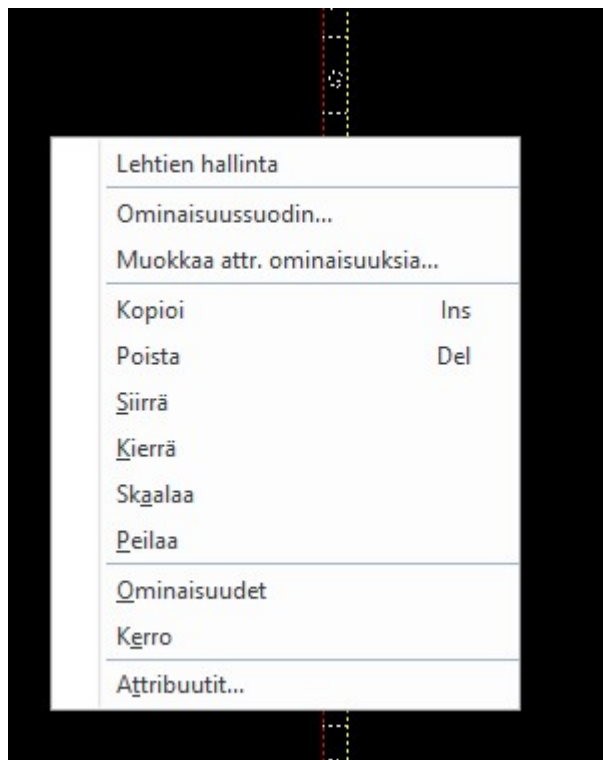 Lehtien hallinta
Ominaisuussuodin...
Muokkaa attr. ominaisuuksia...
Kopioi Ins
Poista Del
Siirrä
Kierrä
Skaalaa
Peilaa
Ominaisuudet
Kerro
Attribuutit...